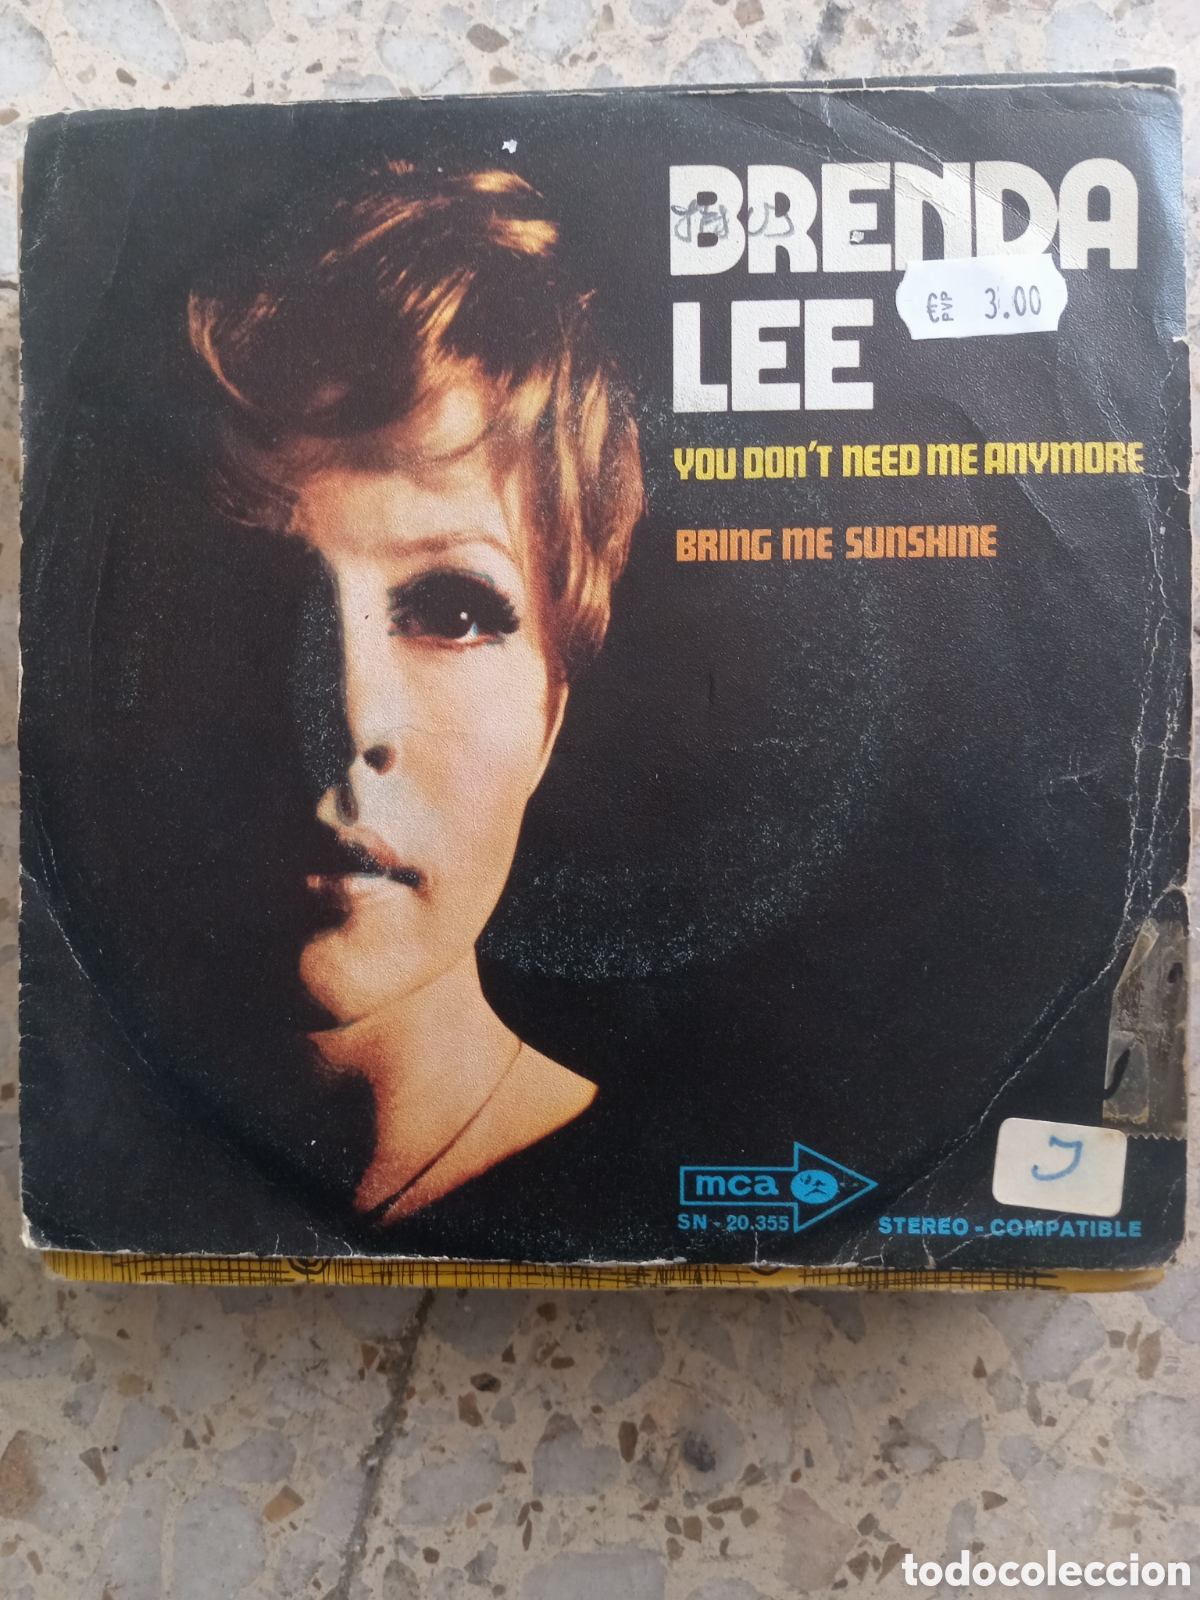 BRENDA
LEE
€ PVP 3.00
YOU DON'T NEED ME ANYMORE
BRING ME SUNSHINE
J
mca
SN - 20.355
STEREO - COMPATIBLE
todocoleccion